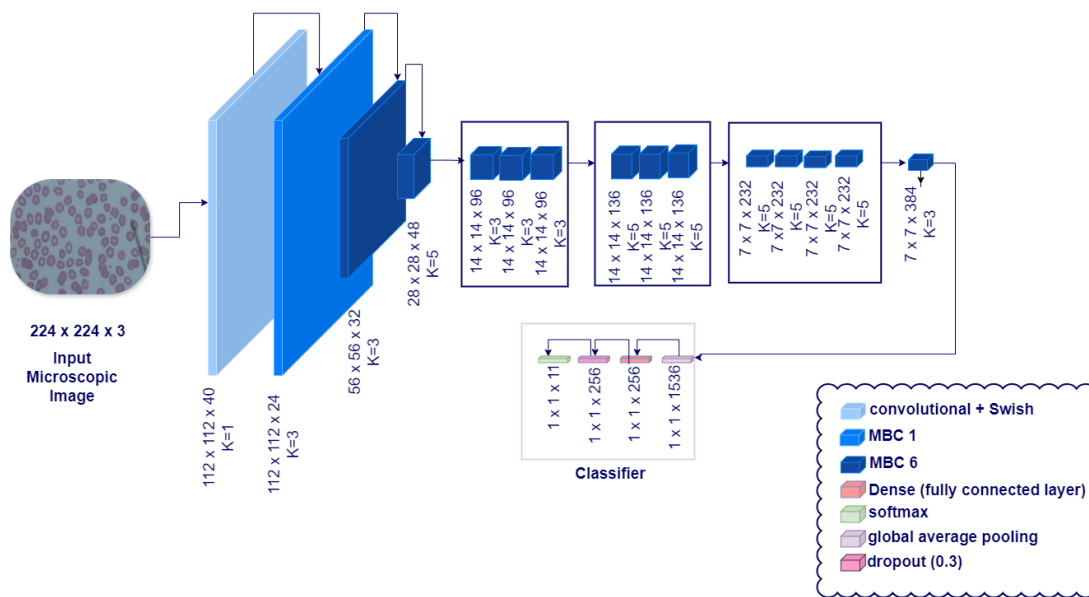 224 x 224 x 3
Input
Microscopic
Image
112 x 112 x 40
K=1
112 x 112 x 24
K=3
56 x 56 x 32
K=3
28 x 28 x 48
K=5
14 x 14 x 96
K=3
14 x 14 x 96
K=3
14 x 14 x 96
K=3
14 x 14 x 136
K=5
14 x 14 x 136
K=5
14 x 14 x 136
K=5
7 x 7 x 232
K=5
7 x 7 x 232
K=5
7 x 7 x 232
K=5
7 x 7 x 232
K=5
7 x 7 x 384
K=3
1 x 1 x 11
1 x 1 x 256
1 x 1 x 256
1 x 1 x 1536
Classifier
convolutional + Swish
MBC 1
MBC 6
Dense (fully connected layer)
softmax
global average pooling
dropout (0.3)